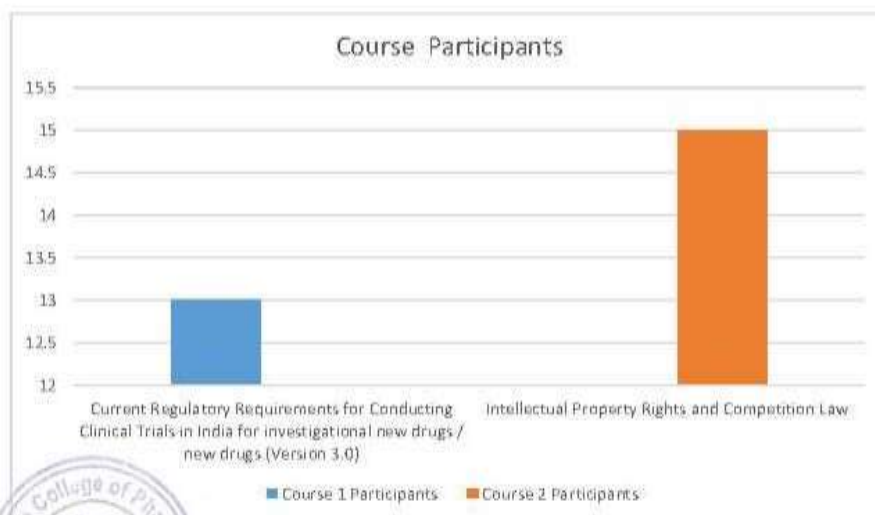 Course Participants
15.5
15
14.5
14
13.5
13
12.5
12
Current Regulatory Requirements for Conducting
Clinical Trials in India for investigational new drugs /
new drugs (Version 3.0)
Intellectual Property Rights and Competition Law
Course 1 Participants
Course 2 Participants
College of